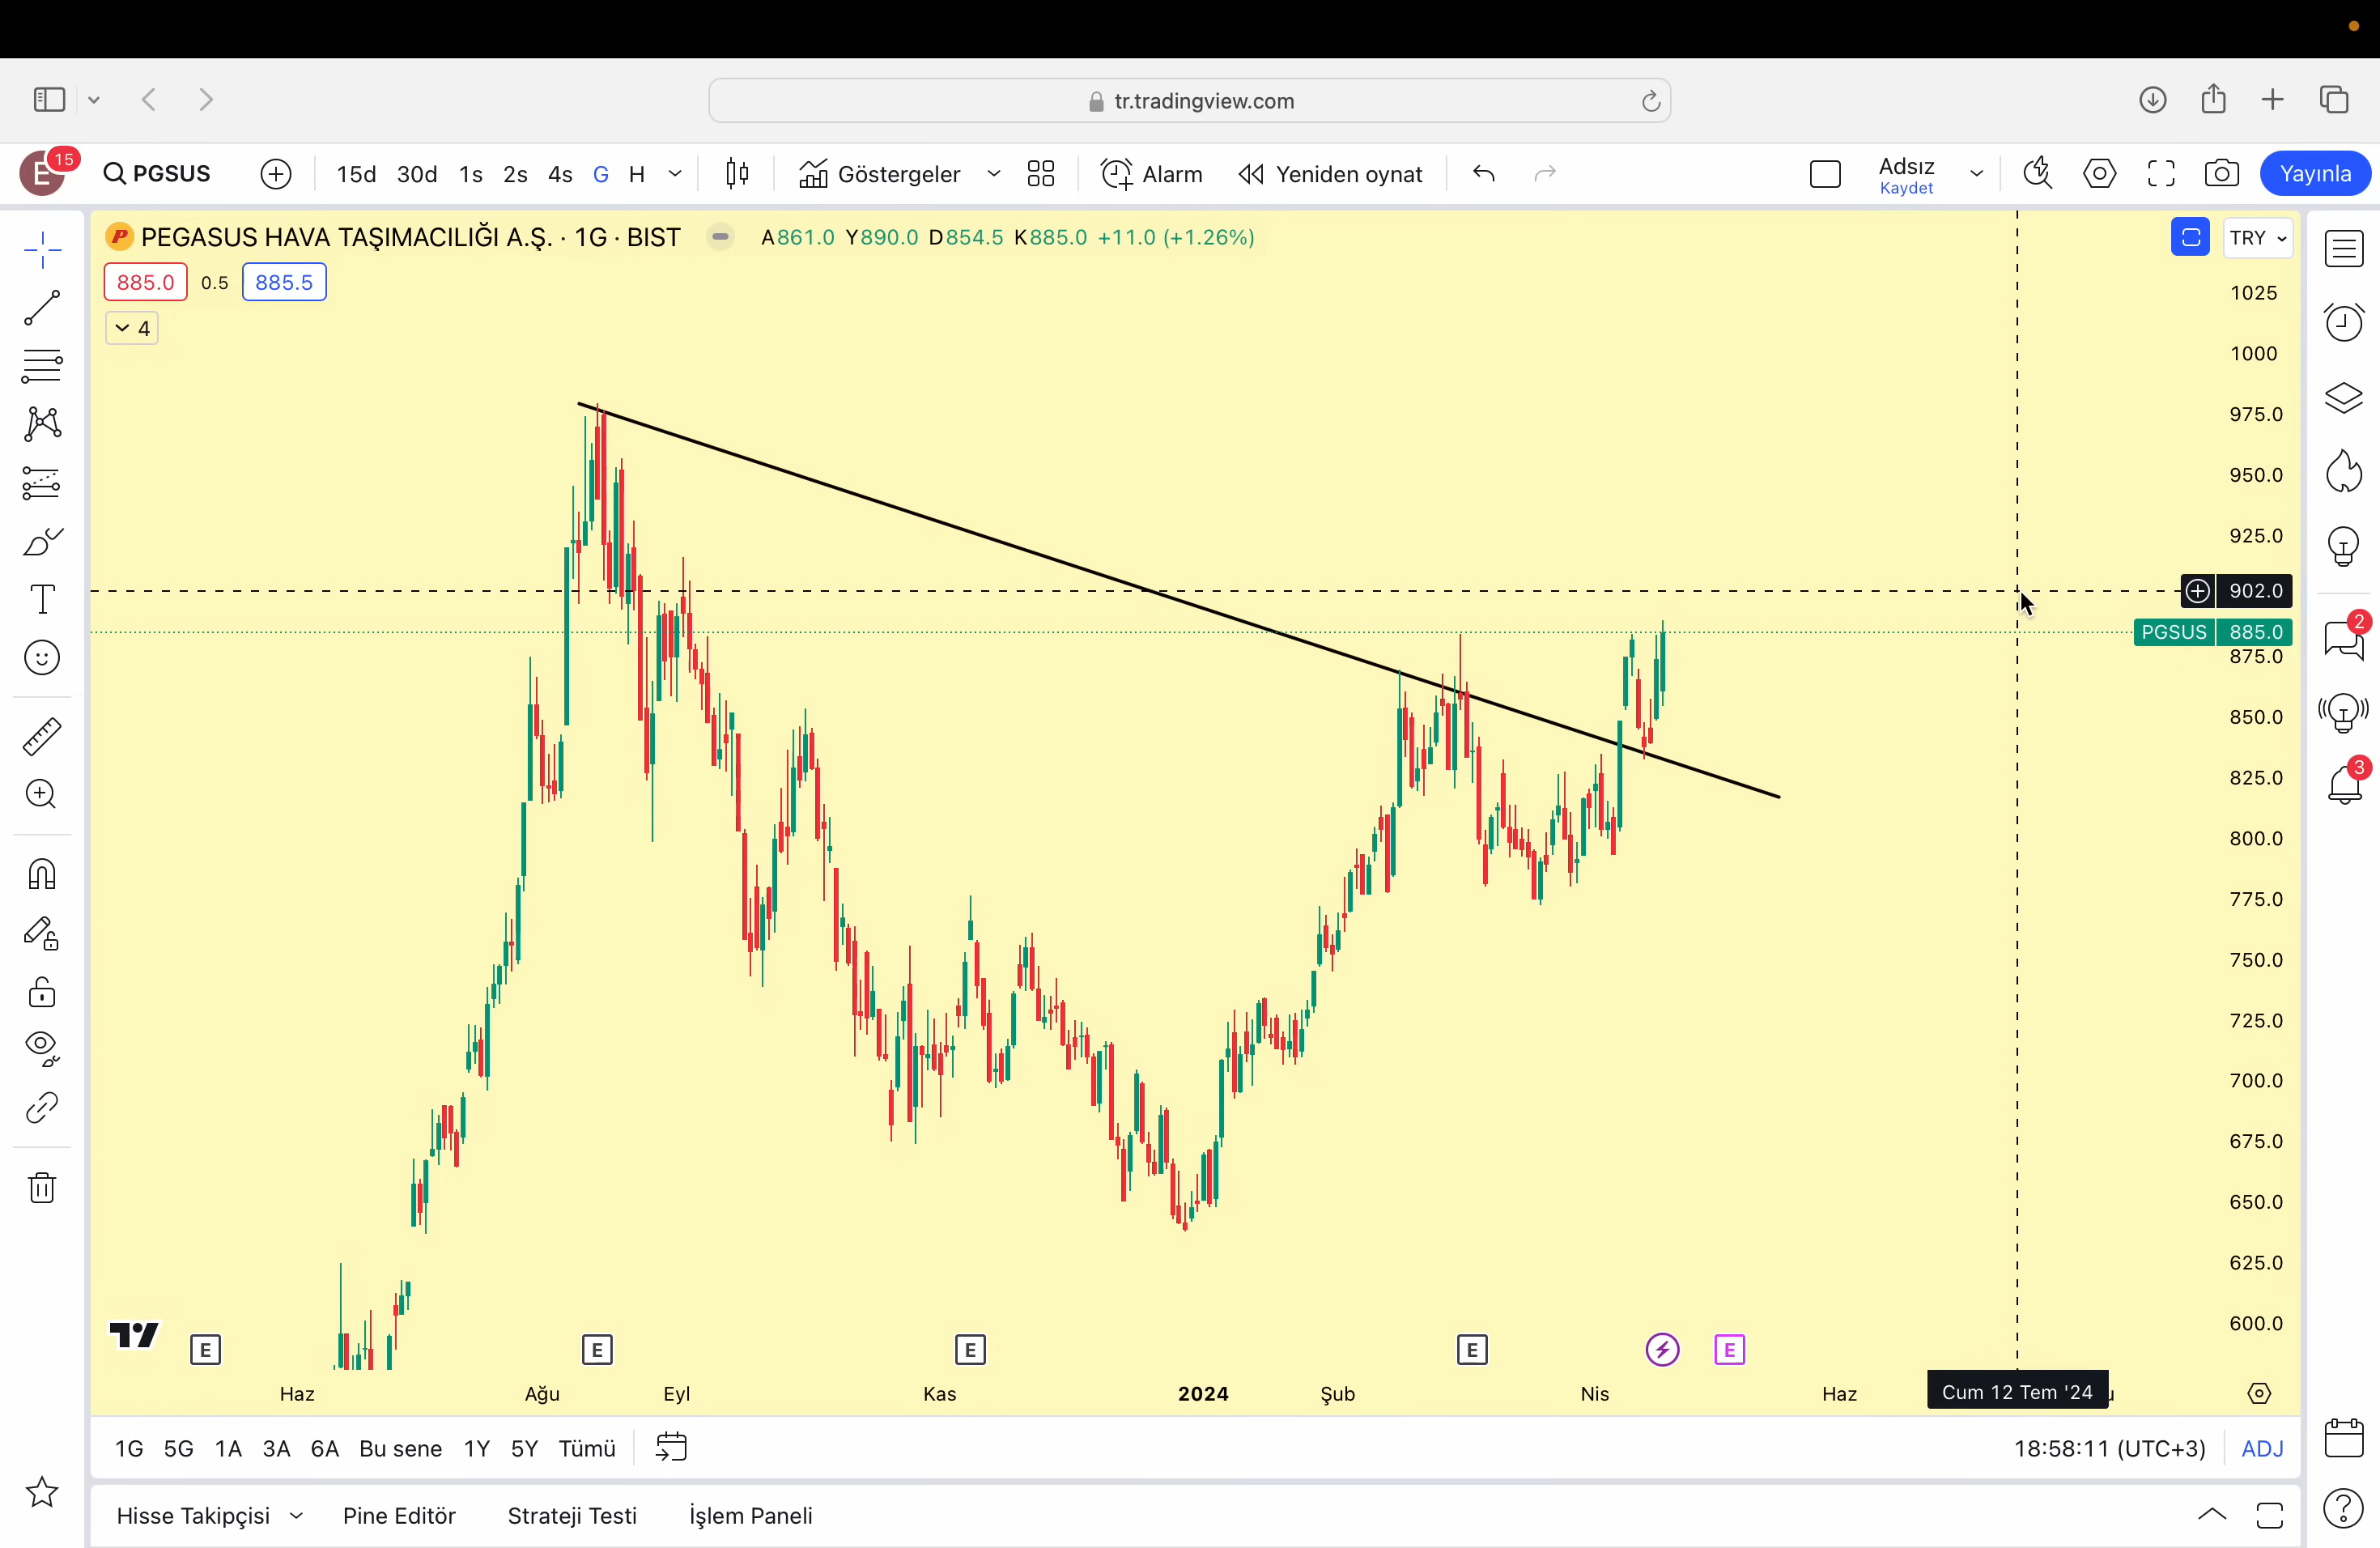 tr.tradingview.com
E 15 PGSUS 15d 30d 1s 2s 4s G H Göstergeler Alarm Yeniden oynat Adsız Kaydet Yayınla
PEGASUS HAVA TAŞIMACILIĞI A.Ş. · 1G · BIST A861.0 Y890.0 D854.5 K885.0 +11.0 (+1.26%) TRY
885.0 0.5 885.5
4
1025
1000
975.0
950.0
925.0
902.0
PGSUS 885.0
2
875.0
850.0
3
825.0
800.0
775.0
750.0
725.0
700.0
675.0
650.0
625.0
600.0
E E E E E
Haz Ağu Eyl Kas 2024 Şub Nis Haz Cum 12 Tem '24
1G 5G 1A 3A 6A Bu sene 1Y 5Y Tümü 18:58:11 (UTC+3) ADJ
Hisse Takipçisi Pine Editör Strateji Testi İşlem Paneli